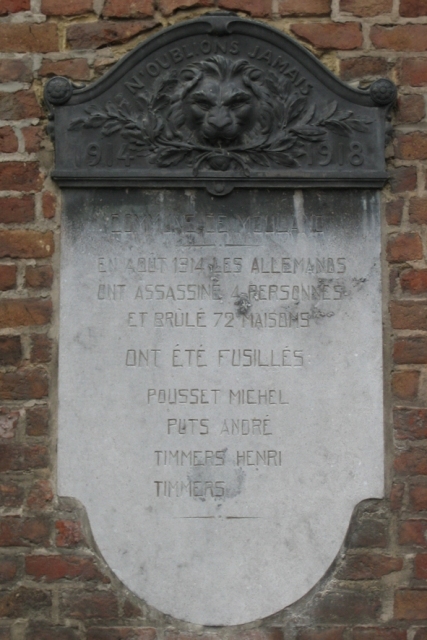 N'OUBLIONS JAMAIS
1914 1918
COMMUNE DE
EN AOUT 1914 LES ALLEMANDS
ONT ASSASSINÉ 4 PERSONNES
ET BRULÉ 72 MAISONS
ONT ÉTÉ FUSILLÉS
POUSSET MICHEL
PUTS ANDRÉ
TIMMERS HENRI
TIMMERS